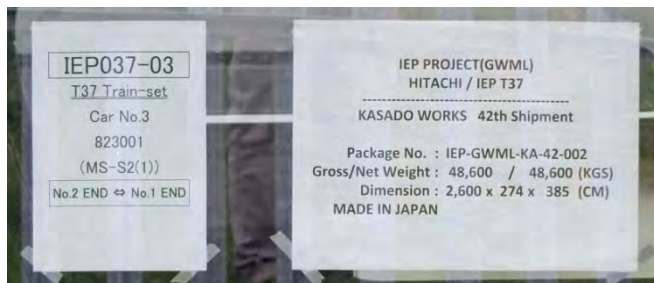 IEP037-03
T37 Train-set
Car No.3
823001
(MS-S2(1))
No.2 END ⇔ No.1 END
IEP PROJECT(GWML)
HITACHI / IEP T37
------------------------------------------
KASADO WORKS 42th Shipment
Package No. : IEP-GWML-KA-42-002
Gross/Net Weight : 48,600 / 48,600 (KGS)
Dimension : 2,600 x 274 x 385 (CM)
MADE IN JAPAN